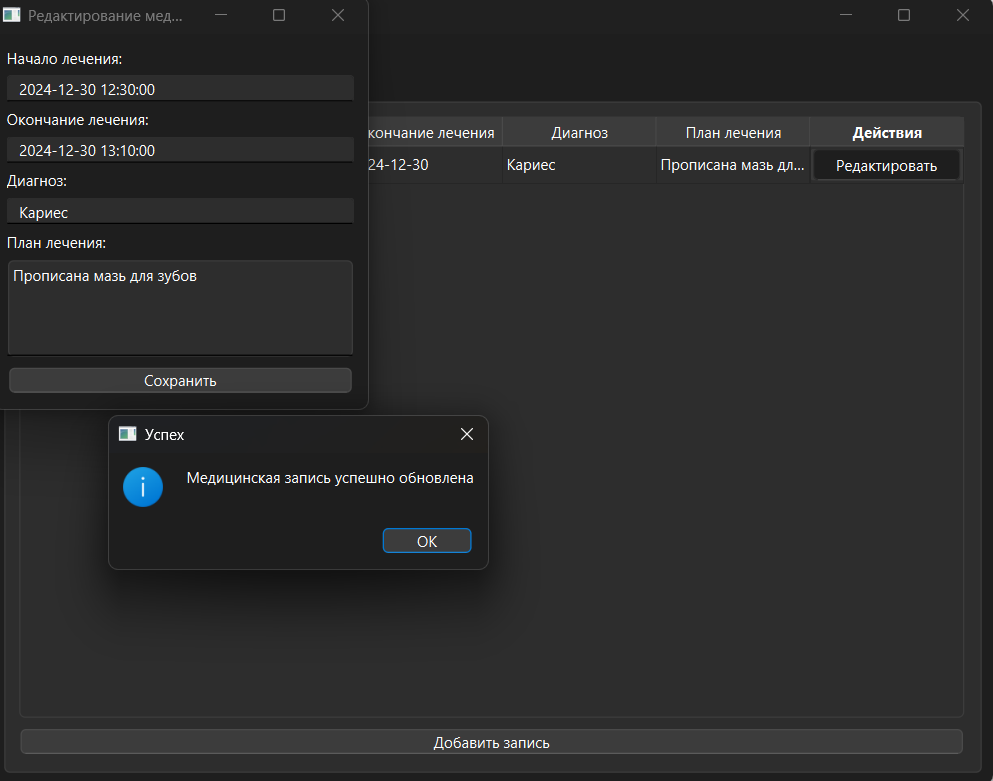 Редактирование мед...
Начало лечения:
2024-12-30 12:30:00
Окончание лечения:
2024-12-30 13:10:00
Диагноз:
Кариес
План лечения:
Прописана мазь для зубов
Сохранить
кончание лечения Диагноз План лечения Действия
24-12-30 Кариес Прописана мазь дл... Редактировать
Успех
Медицинская запись успешно обновлена
OK
Добавить запись